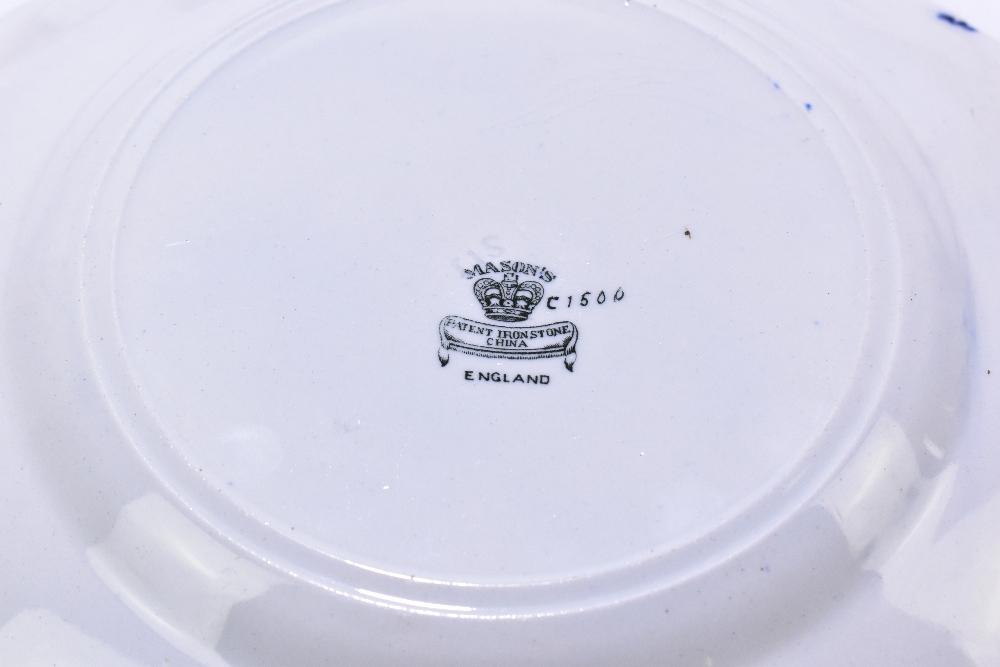 MASON'S
C1500
PATENT IRONSTONE
CHINA
ENGLAND